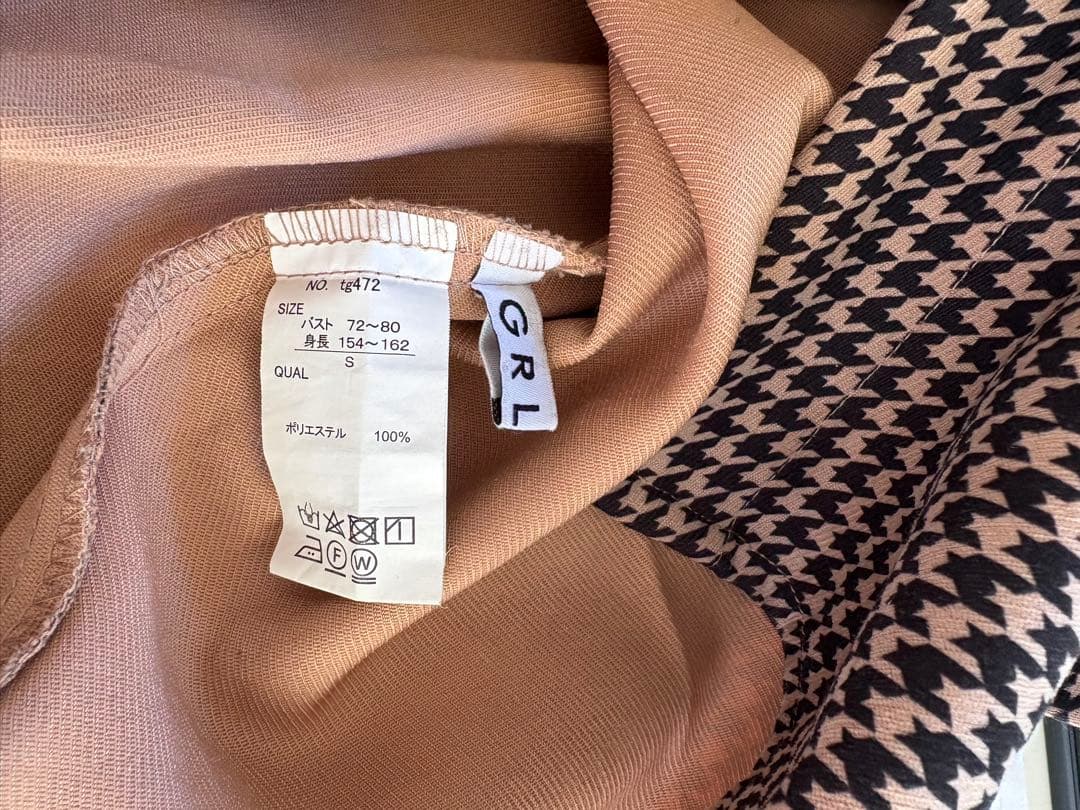 NO. tg472
SIZE
バスト 72～80
身長 154～162
S
QUAL
ポリエステル 100%
F W
GRL